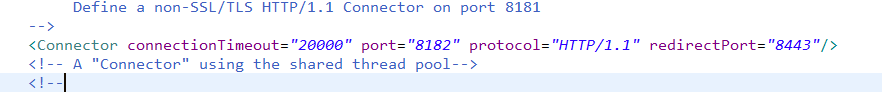 Define a non-SSL/TLS HTTP/1.1 Connector on port 8181
-->
<Connector connectionTimeout="20000" port="8182" protocol="HTTP/1.1" redirectPort="8443"/>
<!-- A "Connector" using the shared thread pool-->
<!--